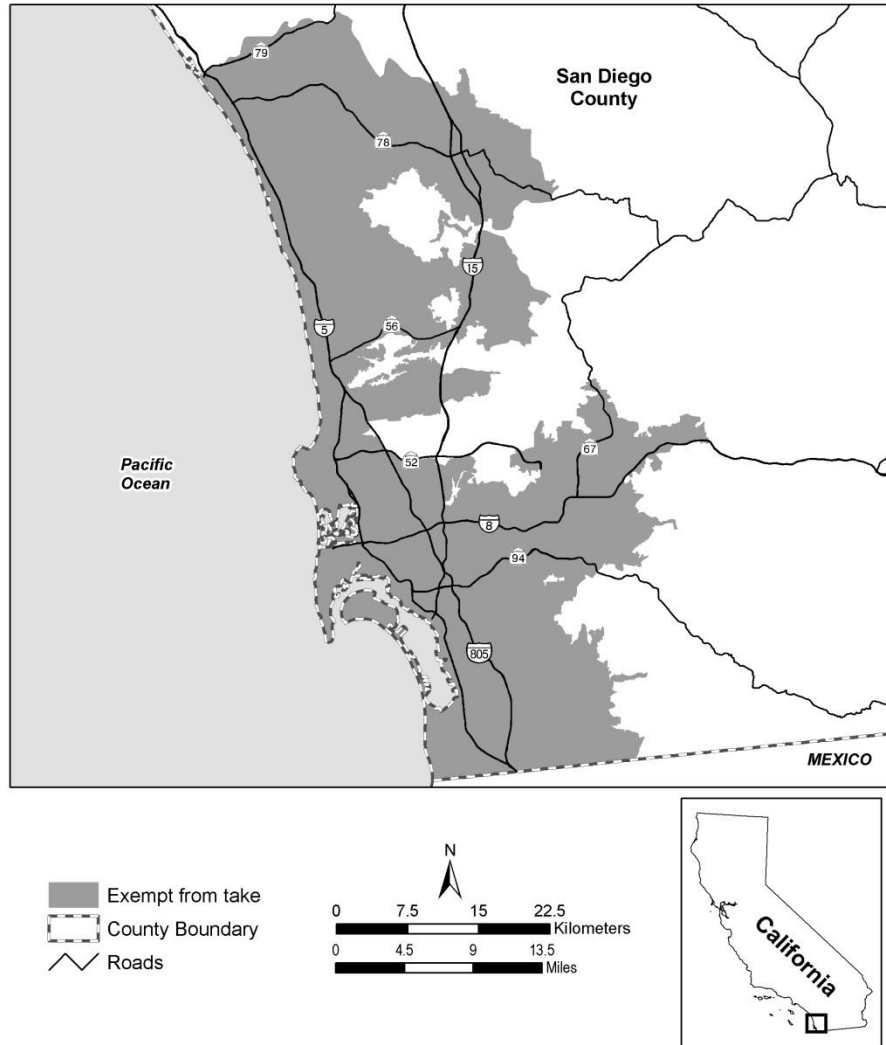 79
San Diego
County
78
15
5
56
67
52
Pacific
Ocean
8
94
805
MEXICO
N
Exempt from take
County Boundary
Roads
0 7.5 15 22.5
Kilometers
0 4.5 9 13.5
Miles
California